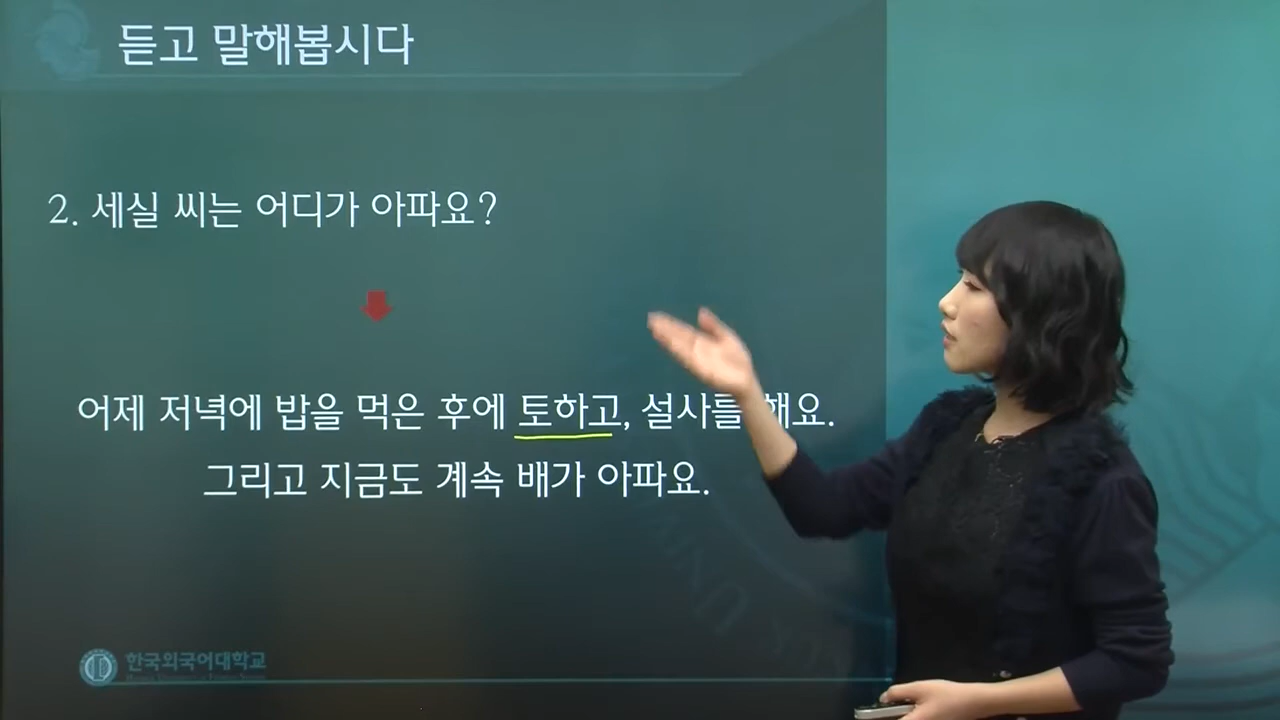 듣고 말해봅시다
2. 세실 씨는 어디가 아파요?
어제 저녁에 밥을 먹은 후에 토하고, 설사를 해요.
그리고 지금도 계속 배가 아파요.
한국외국어대학교